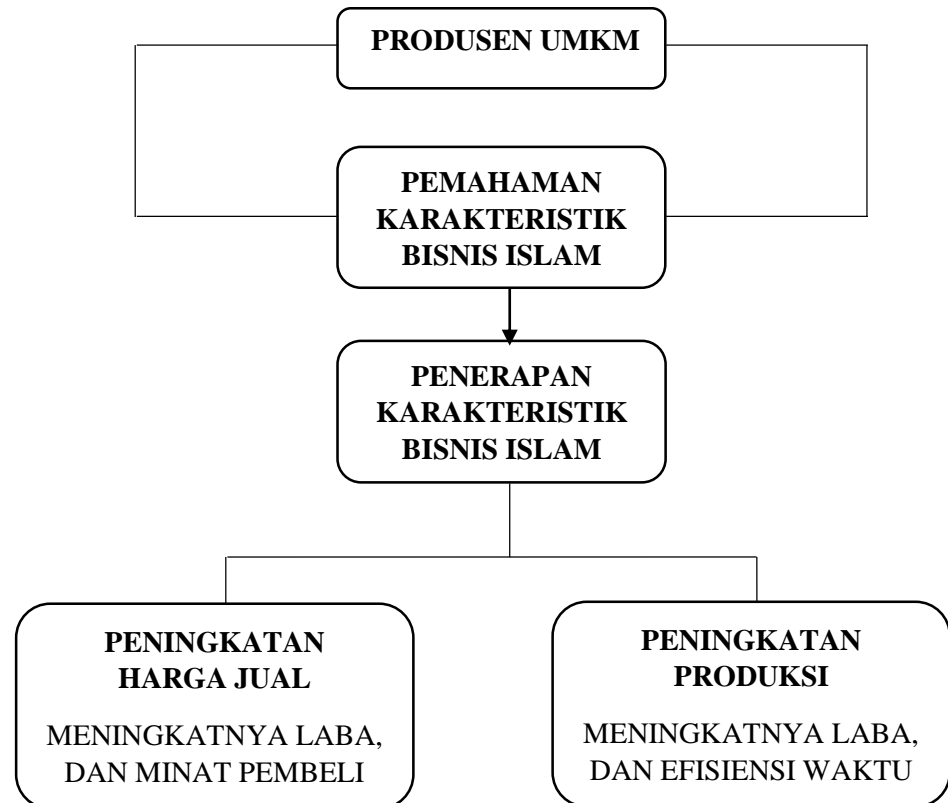 PRODUSEN UMKM
PEMAHAMAN
KARAKTERISTIK
BISNIS ISLAM
PENERAPAN
KARAKTERISTIK
BISNIS ISLAM
PENINGKATAN
HARGA JUAL
MENINGKATNYA LABA,
DAN MINAT PEMBELI
PENINGKATAN
PRODUKSI
MENINGKATNYA LABA,
DAN EFISIENSI WAKTU